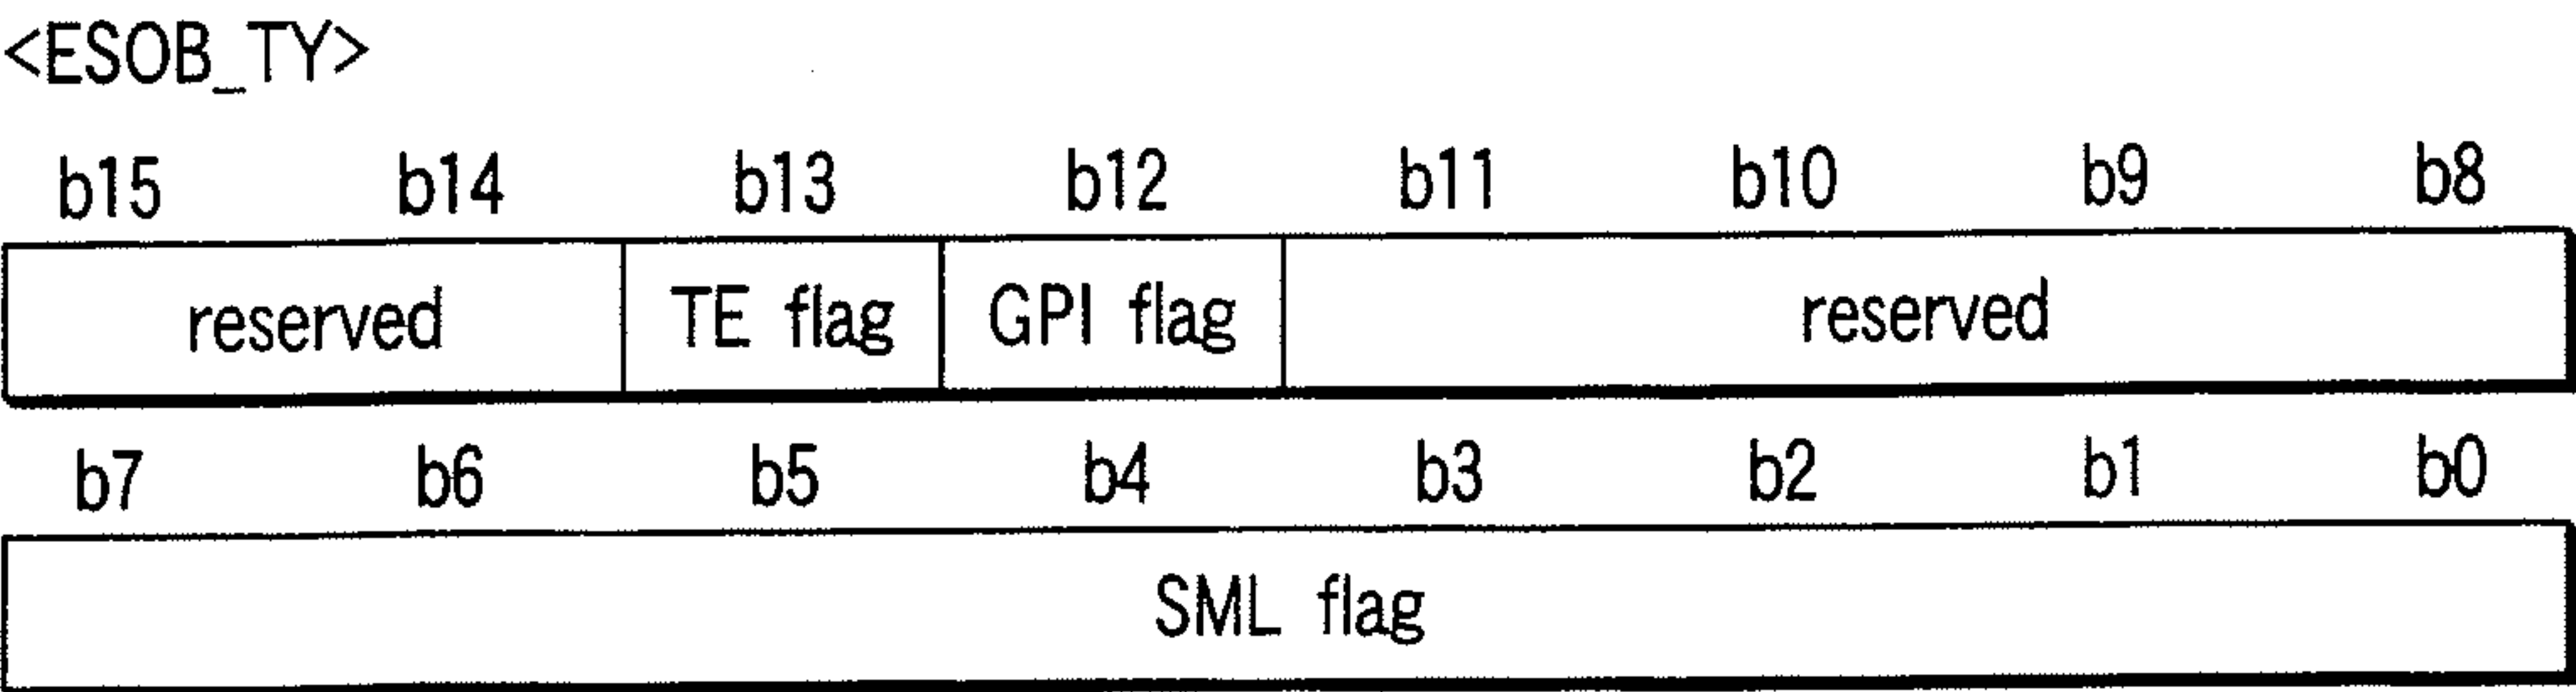 <ESOB_TY>
b15 b14 b13 b12 b11 b10 b9 b8
reserved TE flag GPI flag reserved
b7 b6 b5 b4 b3 b2 b1 b0
SML flag